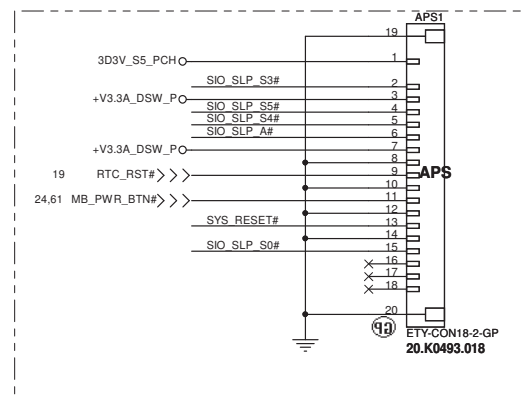 APS1
19
3D3V_S5_PCH 1
SIO_SLP_S3# 2
+V3.3A_DSW_P 3
SIO_SLP_S5# 4
SIO_SLP_S4# 5
SIO_SLP_A# 6
+V3.3A_DSW_P 7
8
19 RTC_RST# 9
APS
10
24,61 MB_PWR_BTN# 11
12
SYS_RESET# 13
14
SIO_SLP_S0# 15
16
17
18
20
GP
ETY-CON18-2-GP
20.K0493.018